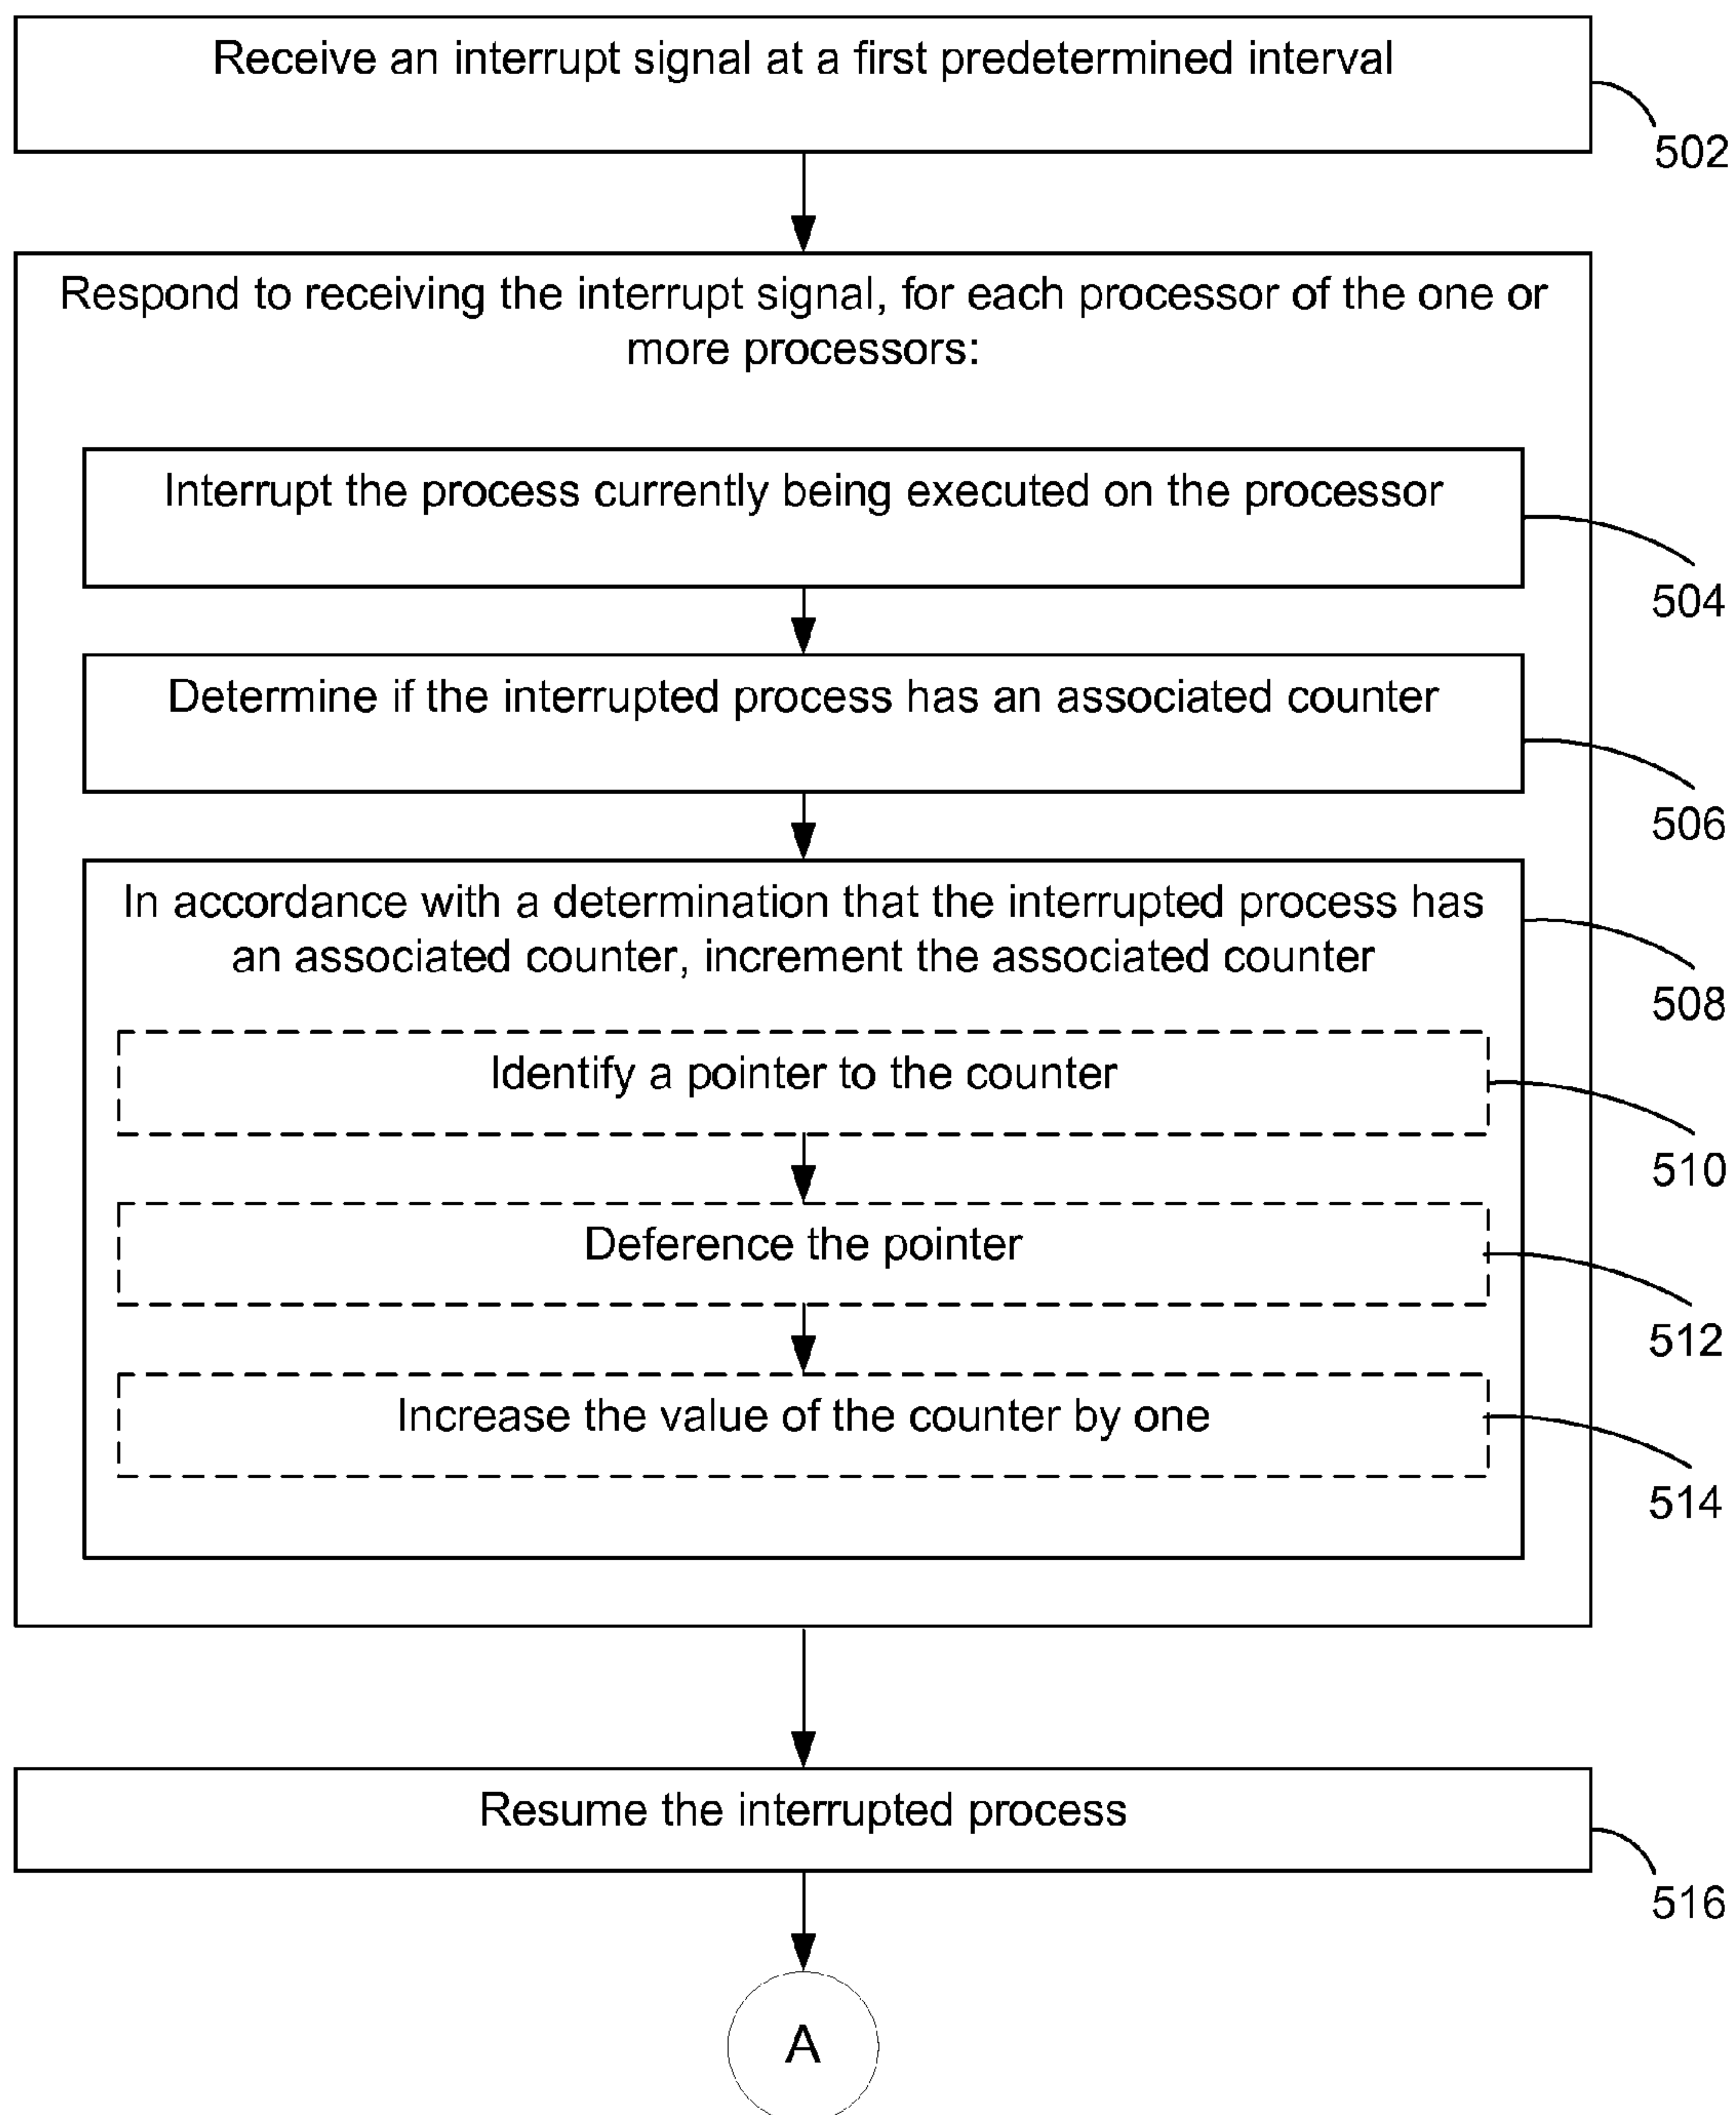 Receive an interrupt signal at a first predetermined interval
502
Respond to receiving the interrupt signal, for each processor of the one or
more processors:
Interrupt the process currently being executed on the processor
504
Determine if the interrupted process has an associated counter
506
In accordance with a determination that the interrupted process has
an associated counter, increment the associated counter
508
Identify a pointer to the counter
510
Deference the pointer
512
Increase the value of the counter by one
514
Resume the interrupted process
516
A